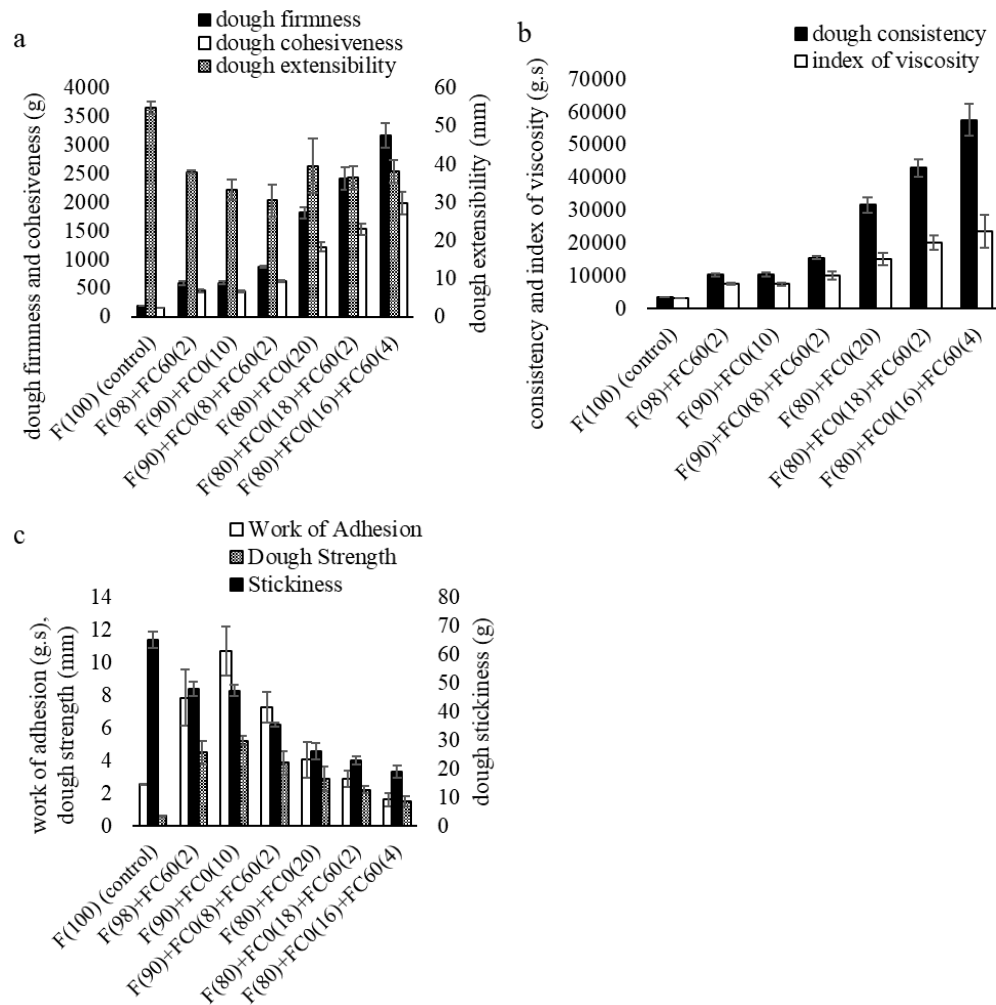 a
dough firmness
dough cohesiveness
dough extensibility
dough firmness and cohesiveness (g)
4000
3500
3000
2500
2000
1500
1000
500
0
60
50
40
30
20
10
0
dough extensibility (mm)
F(100) (control)
F(98)+FC60(2)
F(90)+FC0(10)
F(90)+FC0(8)+FC60(2)
F(80)+FC0(20)
F(80)+FC0(18)+FC60(2)
F(80)+FC0(16)+FC60(4)
b
dough consistency
index of viscosity
consistency and index of viscosity (g.s)
70000
60000
50000
40000
30000
20000
10000
0
F(100) (control)
F(98)+FC60(2)
F(90)+FC0(10)
F(90)+FC0(8)+FC60(2)
F(80)+FC0(20)
F(80)+FC0(18)+FC60(2)
F(80)+FC0(16)+FC60(4)
c
Work of Adhesion
Dough Strength
Stickiness
work of adhesion (g.s),
dough strength (mm)
14
12
10
8
6
4
2
0
80
70
60
50
40
30
20
10
0
dough stickiness (g)
F(100) (control)
F(98)+FC60(2)
F(90)+FC0(10)
F(90)+FC0(8)+FC60(2)
F(80)+FC0(20)
F(80)+FC0(18)+FC60(2)
F(80)+FC0(16)+FC60(4)